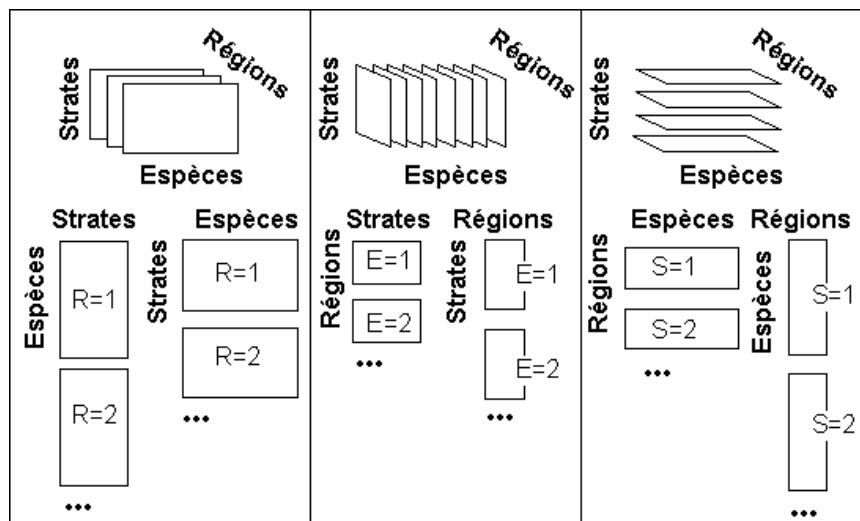 Régions
Strates
Espèces
Strates
Espèces
R=1
R=2
...
Espèces
Strates
R=1
R=2
...
Régions
Strates
Espèces
Strates
Régions
E=1
E=2
...
Régions
Strates
E=1
E=2
...
Régions
Strates
Espèces
Espèces
Régions
S=1
S=2
...
Régions
Espèces
S=1
S=2
...